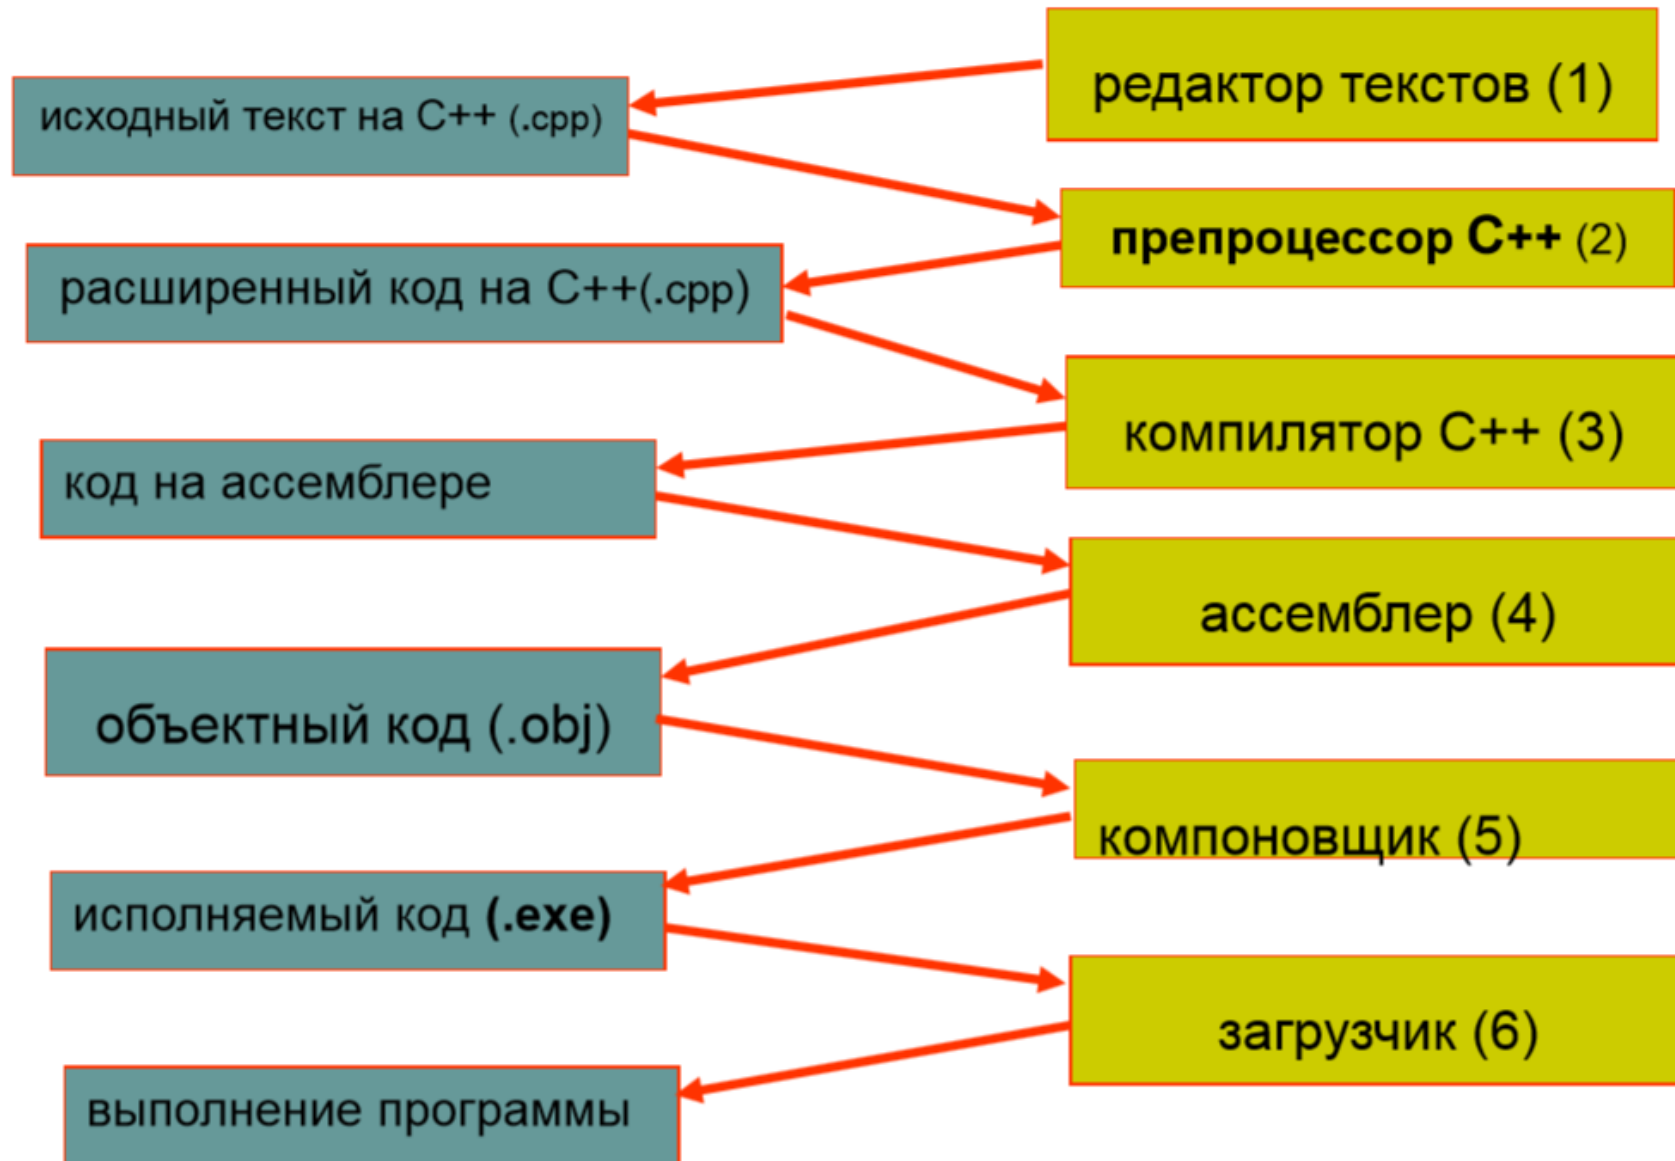 редактор текстов (1)
исходный текст на С++ (.cpp)
препроцессор С++ (2)
расширенный код на С++(.cpp)
компилятор С++ (3)
код на ассемблере
ассемблер (4)
объектный код (.obj)
компоновщик (5)
исполняемый код (.exe)
загрузчик (6)
выполнение программы